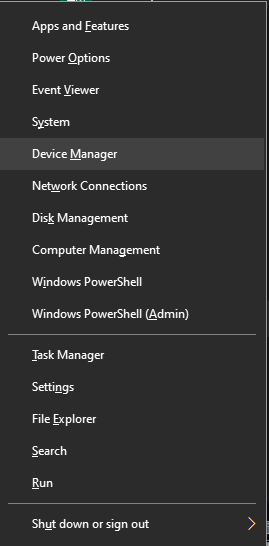 Apps and Features
Power Options
Event Viewer
System
Device Manager
Network Connections
Disk Management
Computer Management
Windows PowerShell
Windows PowerShell (Admin)
Task Manager
Settings
File Explorer
Search
Run
Shut down or sign out